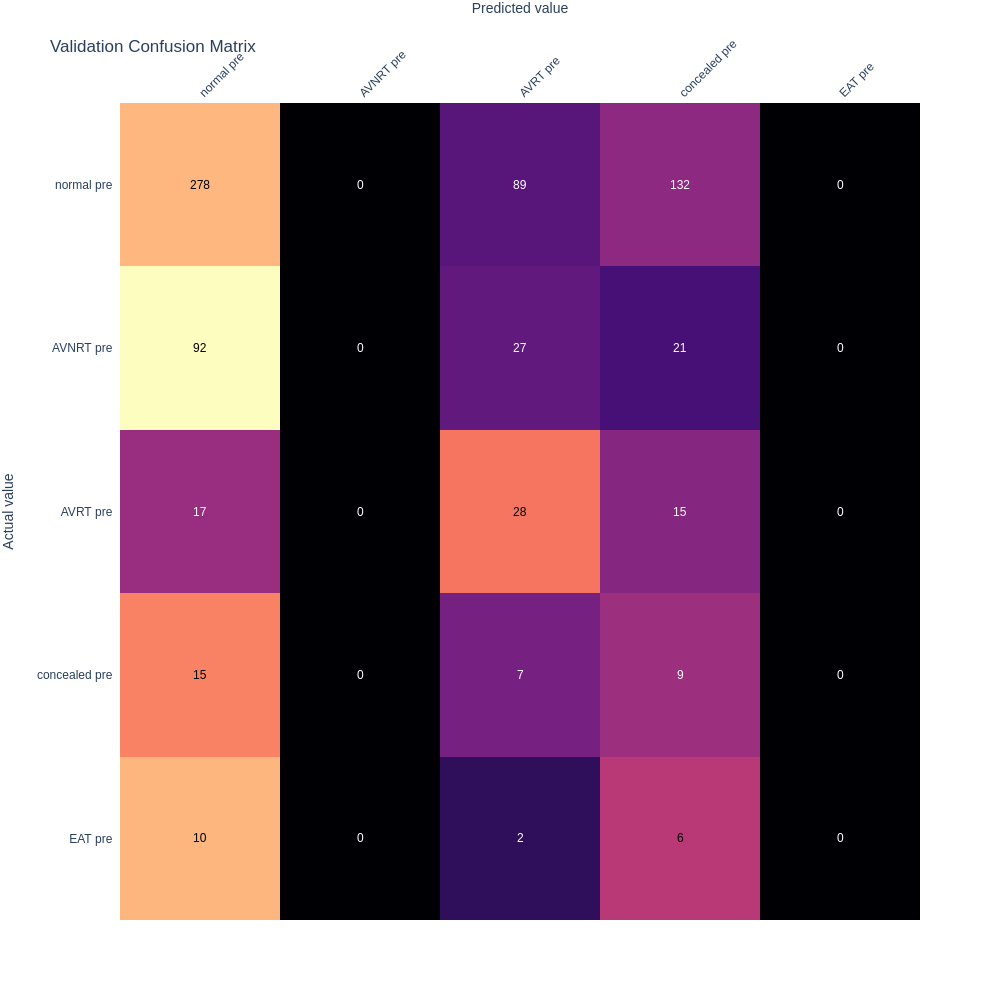 Predicted value
Validation Confusion Matrix
normal pre AVNRT pre AVRT pre concealed pre EAT pre
normal pre 278 0 89 132 0
AVNRT pre 92 0 27 21 0
Actual value
AVRT pre 17 0 28 15 0
concealed pre 15 0 7 9 0
EAT pre 10 0 2 6 0